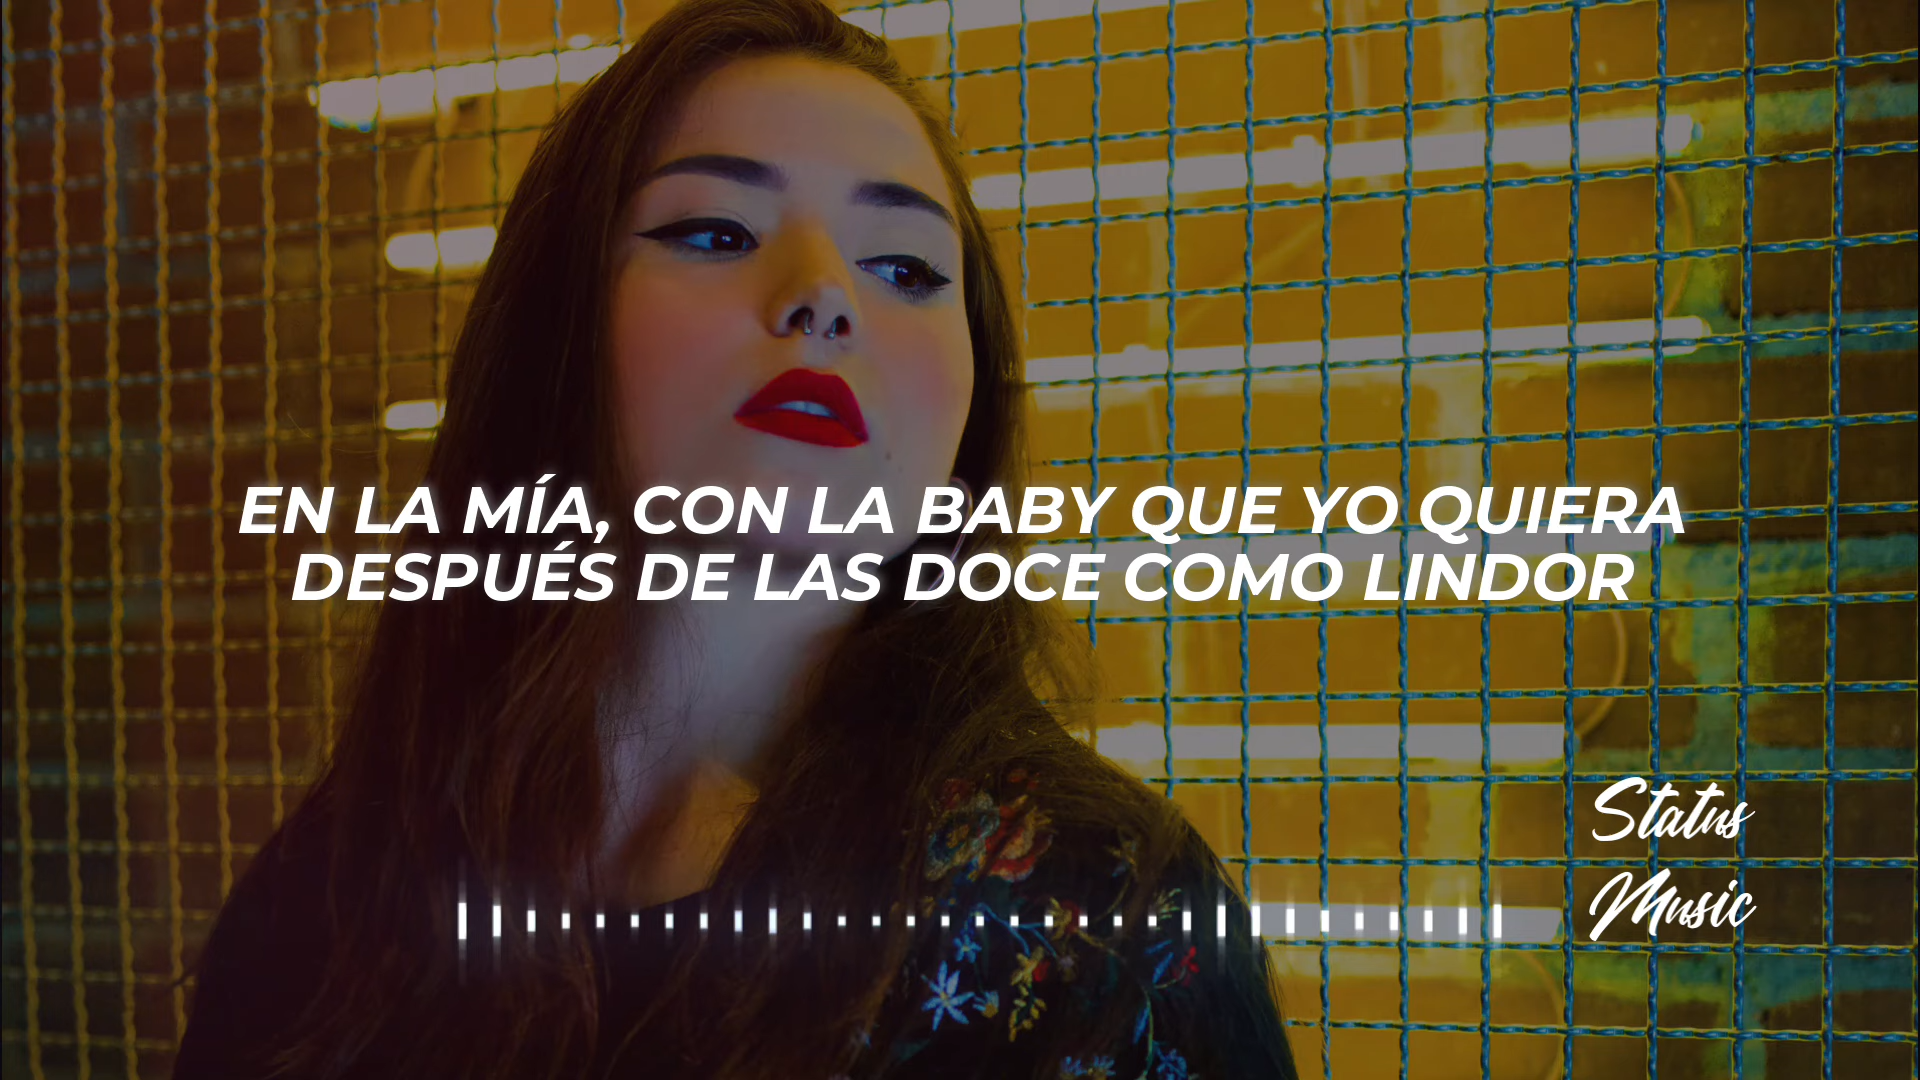 EN LA MÍA, CON LA BABY QUE YO QUIERA
DESPUÉS DE LAS DOCE COMO LINDOR
Status
Music